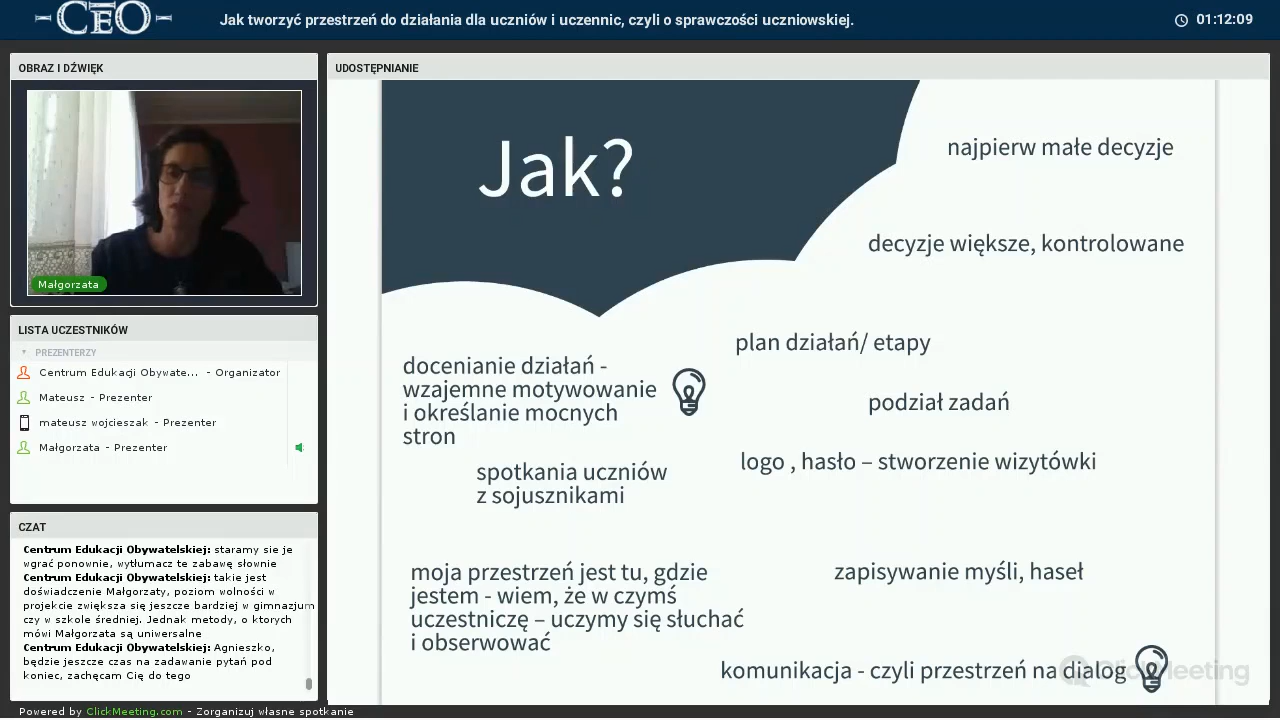 CEO
Jak tworzyć przestrzeń do działania dla uczniów i uczennic, czyli o sprawczości uczniowskiej.
01:12:09
OBRAZ I DŹWIĘK
Małgorzata
LISTA UCZESTNIKÓW
PREZENTERZY
Centrum Edukacji Obywate... - Organizator
Mateusz - Prezenter
mateusz wojcieszak - Prezenter
Małgorzata - Prezenter
CZAT
Centrum Edukacji Obywatelskiej: staramy sie je
wgrać ponownie, wytłumacz te zabawę słownie
Centrum Edukacji Obywatelskiej: takie jest
doświadczenie Małgorzaty, poziom wolności w
projekcie zwiększa się jeszcze bardziej w gimnazjum
czy w szkole średniej. Jednak metody, o ktorych
mówi Małgorzata są uniwersalne
Centrum Edukacji Obywatelskiej: Agnieszko,
będzie jeszcze czas na zadawanie pytań pod
koniec, zachęcam Cię do tego
UDOSTĘPNIANIE
Jak?
najpierw małe decyzje
decyzje większe, kontrolowane
plan działań/ etapy
docenianie działań -
wzajemne motywowanie
i określanie mocnych
stron
podział zadań
logo , hasło – stworzenie wizytówki
spotkania uczniów
z sojusznikami
moja przestrzeń jest tu, gdzie
jestem - wiem, że w czymś
uczestniczę – uczymy się słuchać
i obserwować
zapisywanie myśli, haseł
komunikacja - czyli przestrzeń na dialog
ClickMeeting
Powered by ClickMeeting.com - Zorganizuj własne spotkanie